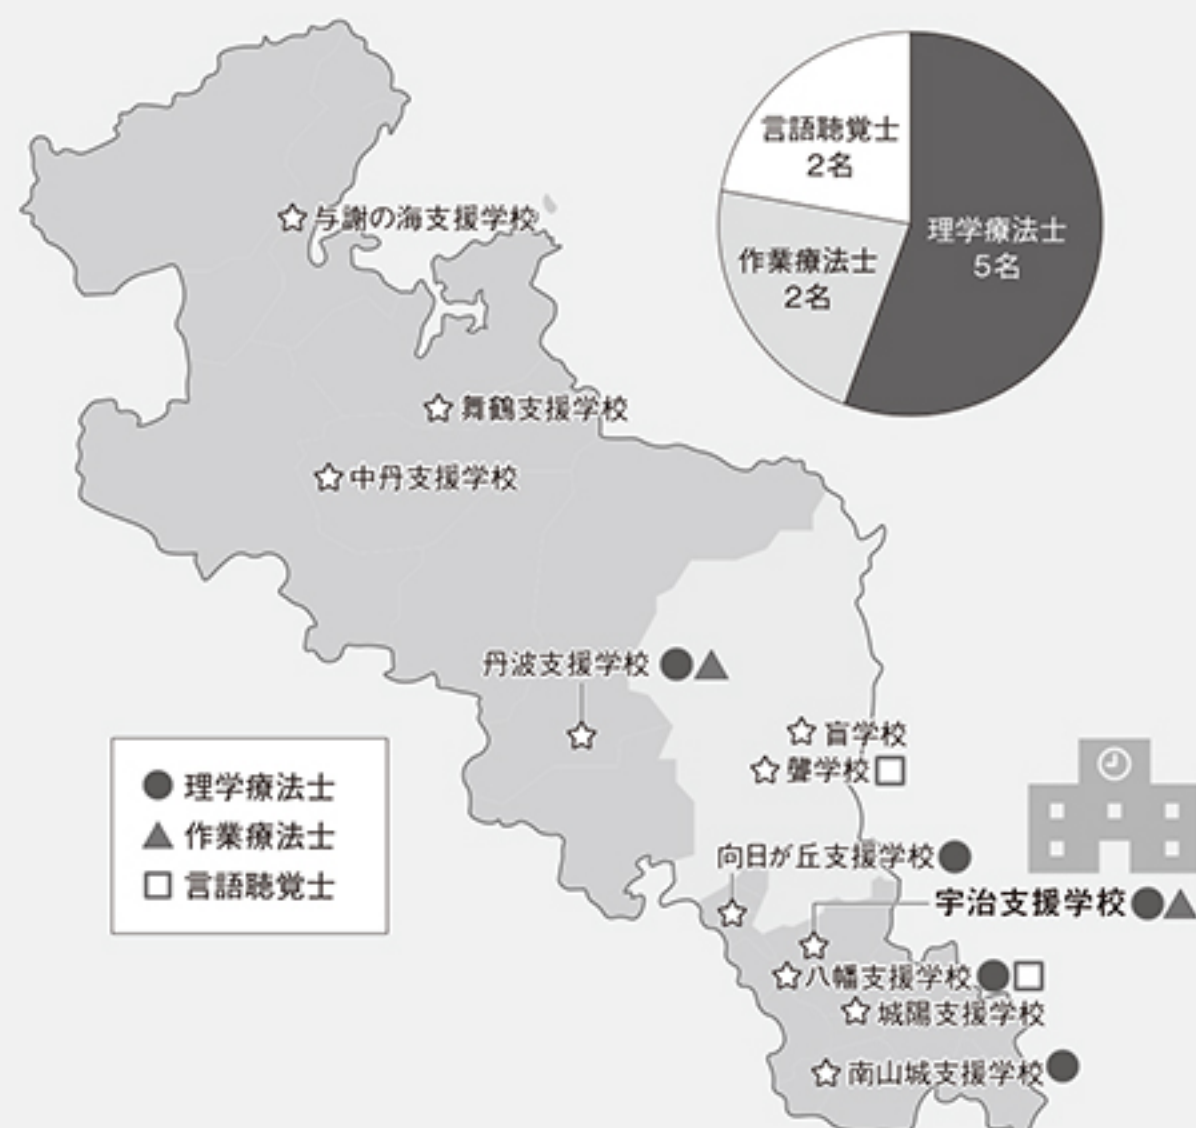 言語聴覚士
2名
理学療法士
5名
作業療法士
2名
与謝の海支援学校
舞鶴支援学校
中丹支援学校
丹波支援学校
盲学校
聾学校
向日が丘支援学校
宇治支援学校
八幡支援学校
城陽支援学校
南山城支援学校
理学療法士
作業療法士
言語聴覚士